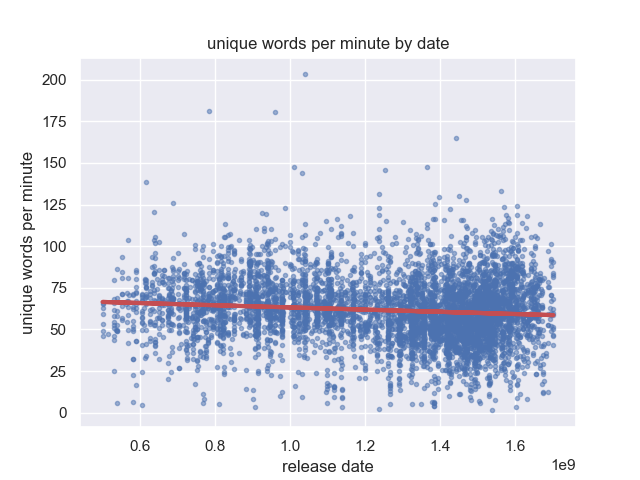 unique words per minute by date
unique words per minute
200
175
150
125
100
75
50
25
0
0.6 0.8 1.0 1.2 1.4 1.6
1e9
release date